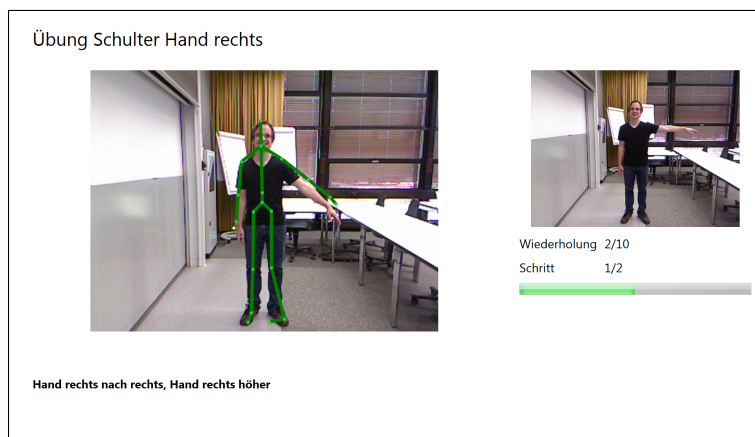 Übung Schulter Hand rechts
Wiederholung 2/10
Schritt 1/2
Hand rechts nach rechts, Hand rechts höher